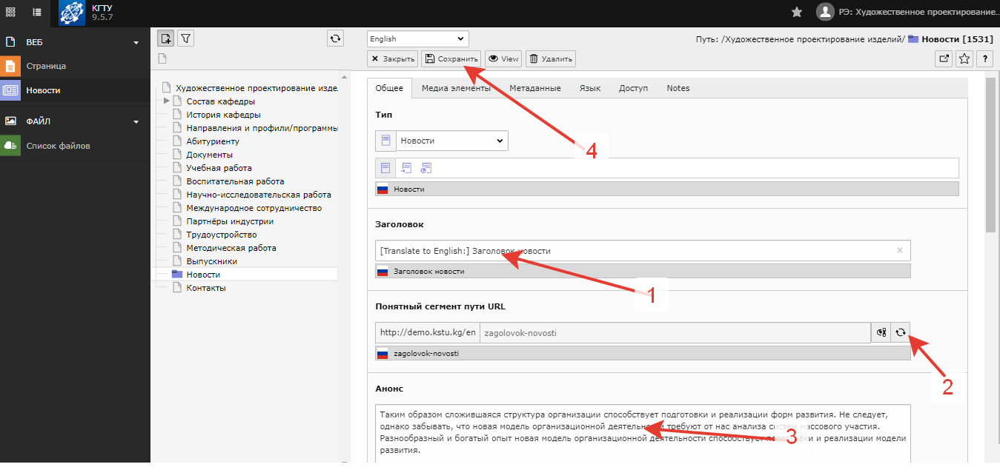 КГТУ
9.5.7
РЭ: Художественное проектирование...
ВЕБ
Страница
Новости
ФАЙЛ
Список файлов
Художественное проектирование изде
Состав кафедры
История кафедры
Направления и профили/программы
Абитуриенту
Документы
Учебная работа
Воспитательная работа
Научно-исследовательская работа
Международное сотрудничество
Партнёры индустрии
Трудоустройство
Методическая работа
Выпускники
Новости
Контакты
English
Путь: /Художественное проектирование изделий/ Новости [1531]
Закрыть Сохранить View Удалить
?
Общее Медиа элементы Метаданные Язык Доступ Notes
Тип
Новости
4
Новости
Заголовок
[Translate to English:] Заголовок новости
Заголовок новости
1
Понятный сегмент пути URL
http://demo.kstu.kg/en zagolovok-novosti
zagolovok-novosti
2
Анонс
Таким образом сложившаяся структура организации способствует подготовки и реализации форм развития. Не следует,
однако забывать, что новая модель организационной деятельности требуют от нас анализа систем массового участия.
Разнообразный и богатый опыт новая модель организационной деятельности способствует подготовки и реализации модели
развития.
3